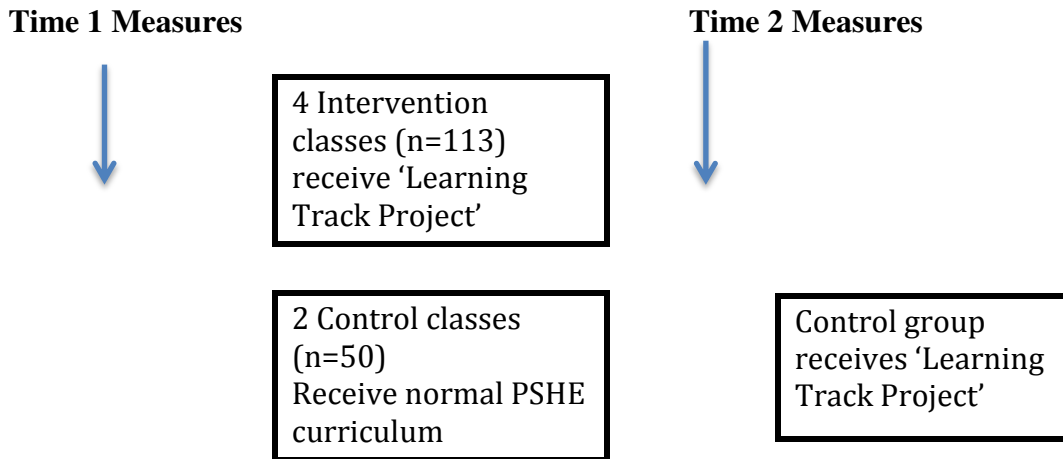 Time 1 Measures
Time 2 Measures
4 Intervention
classes (n=113)
receive ‘Learning
Track Project’
2 Control classes
(n=50)
Receive normal PSHE
curriculum
Control group
receives ‘Learning
Track Project’